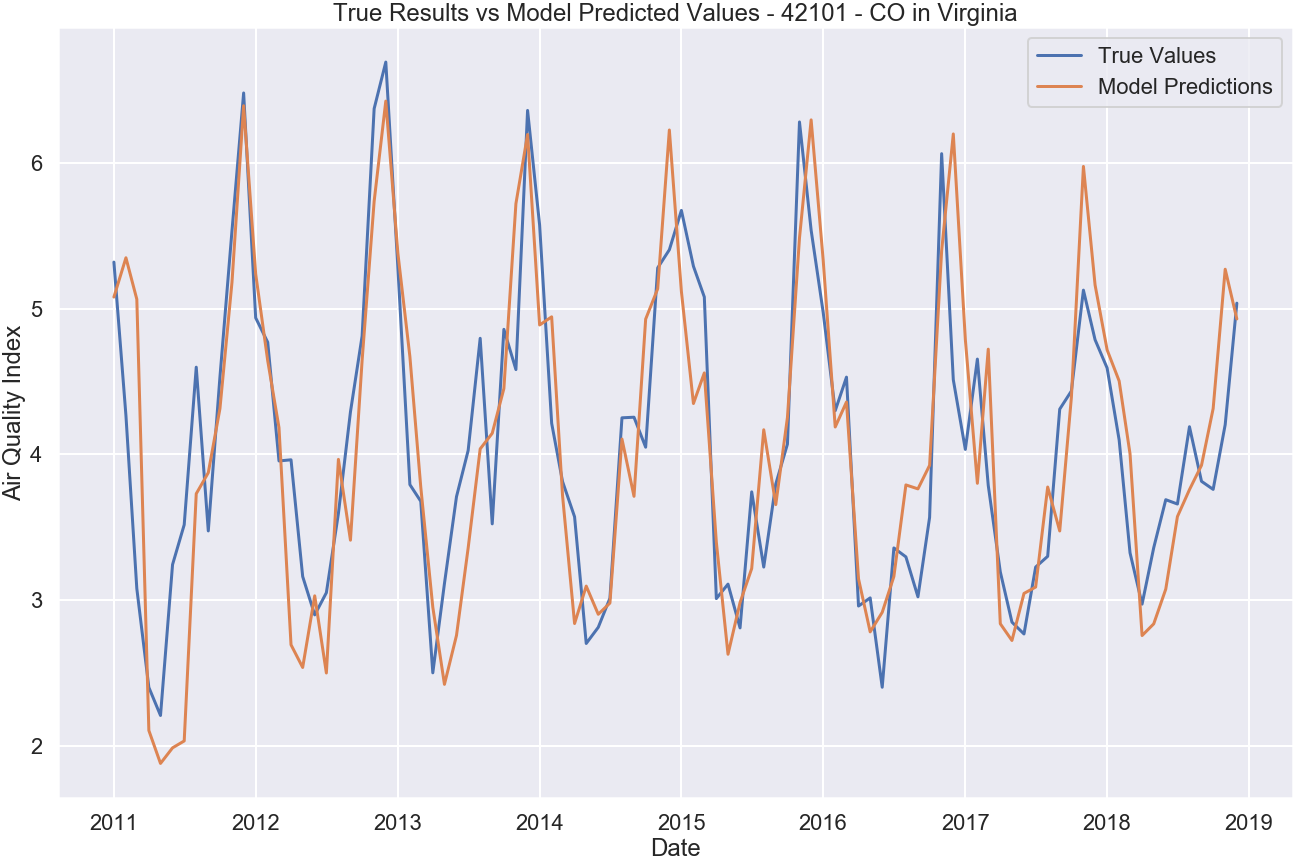 True Results vs Model Predicted Values - 42101 - CO in Virginia
True Values
Model Predictions
Air Quality Index
6
5
4
3
2
2011 2012 2013 2014 2015 2016 2017 2018 2019
Date